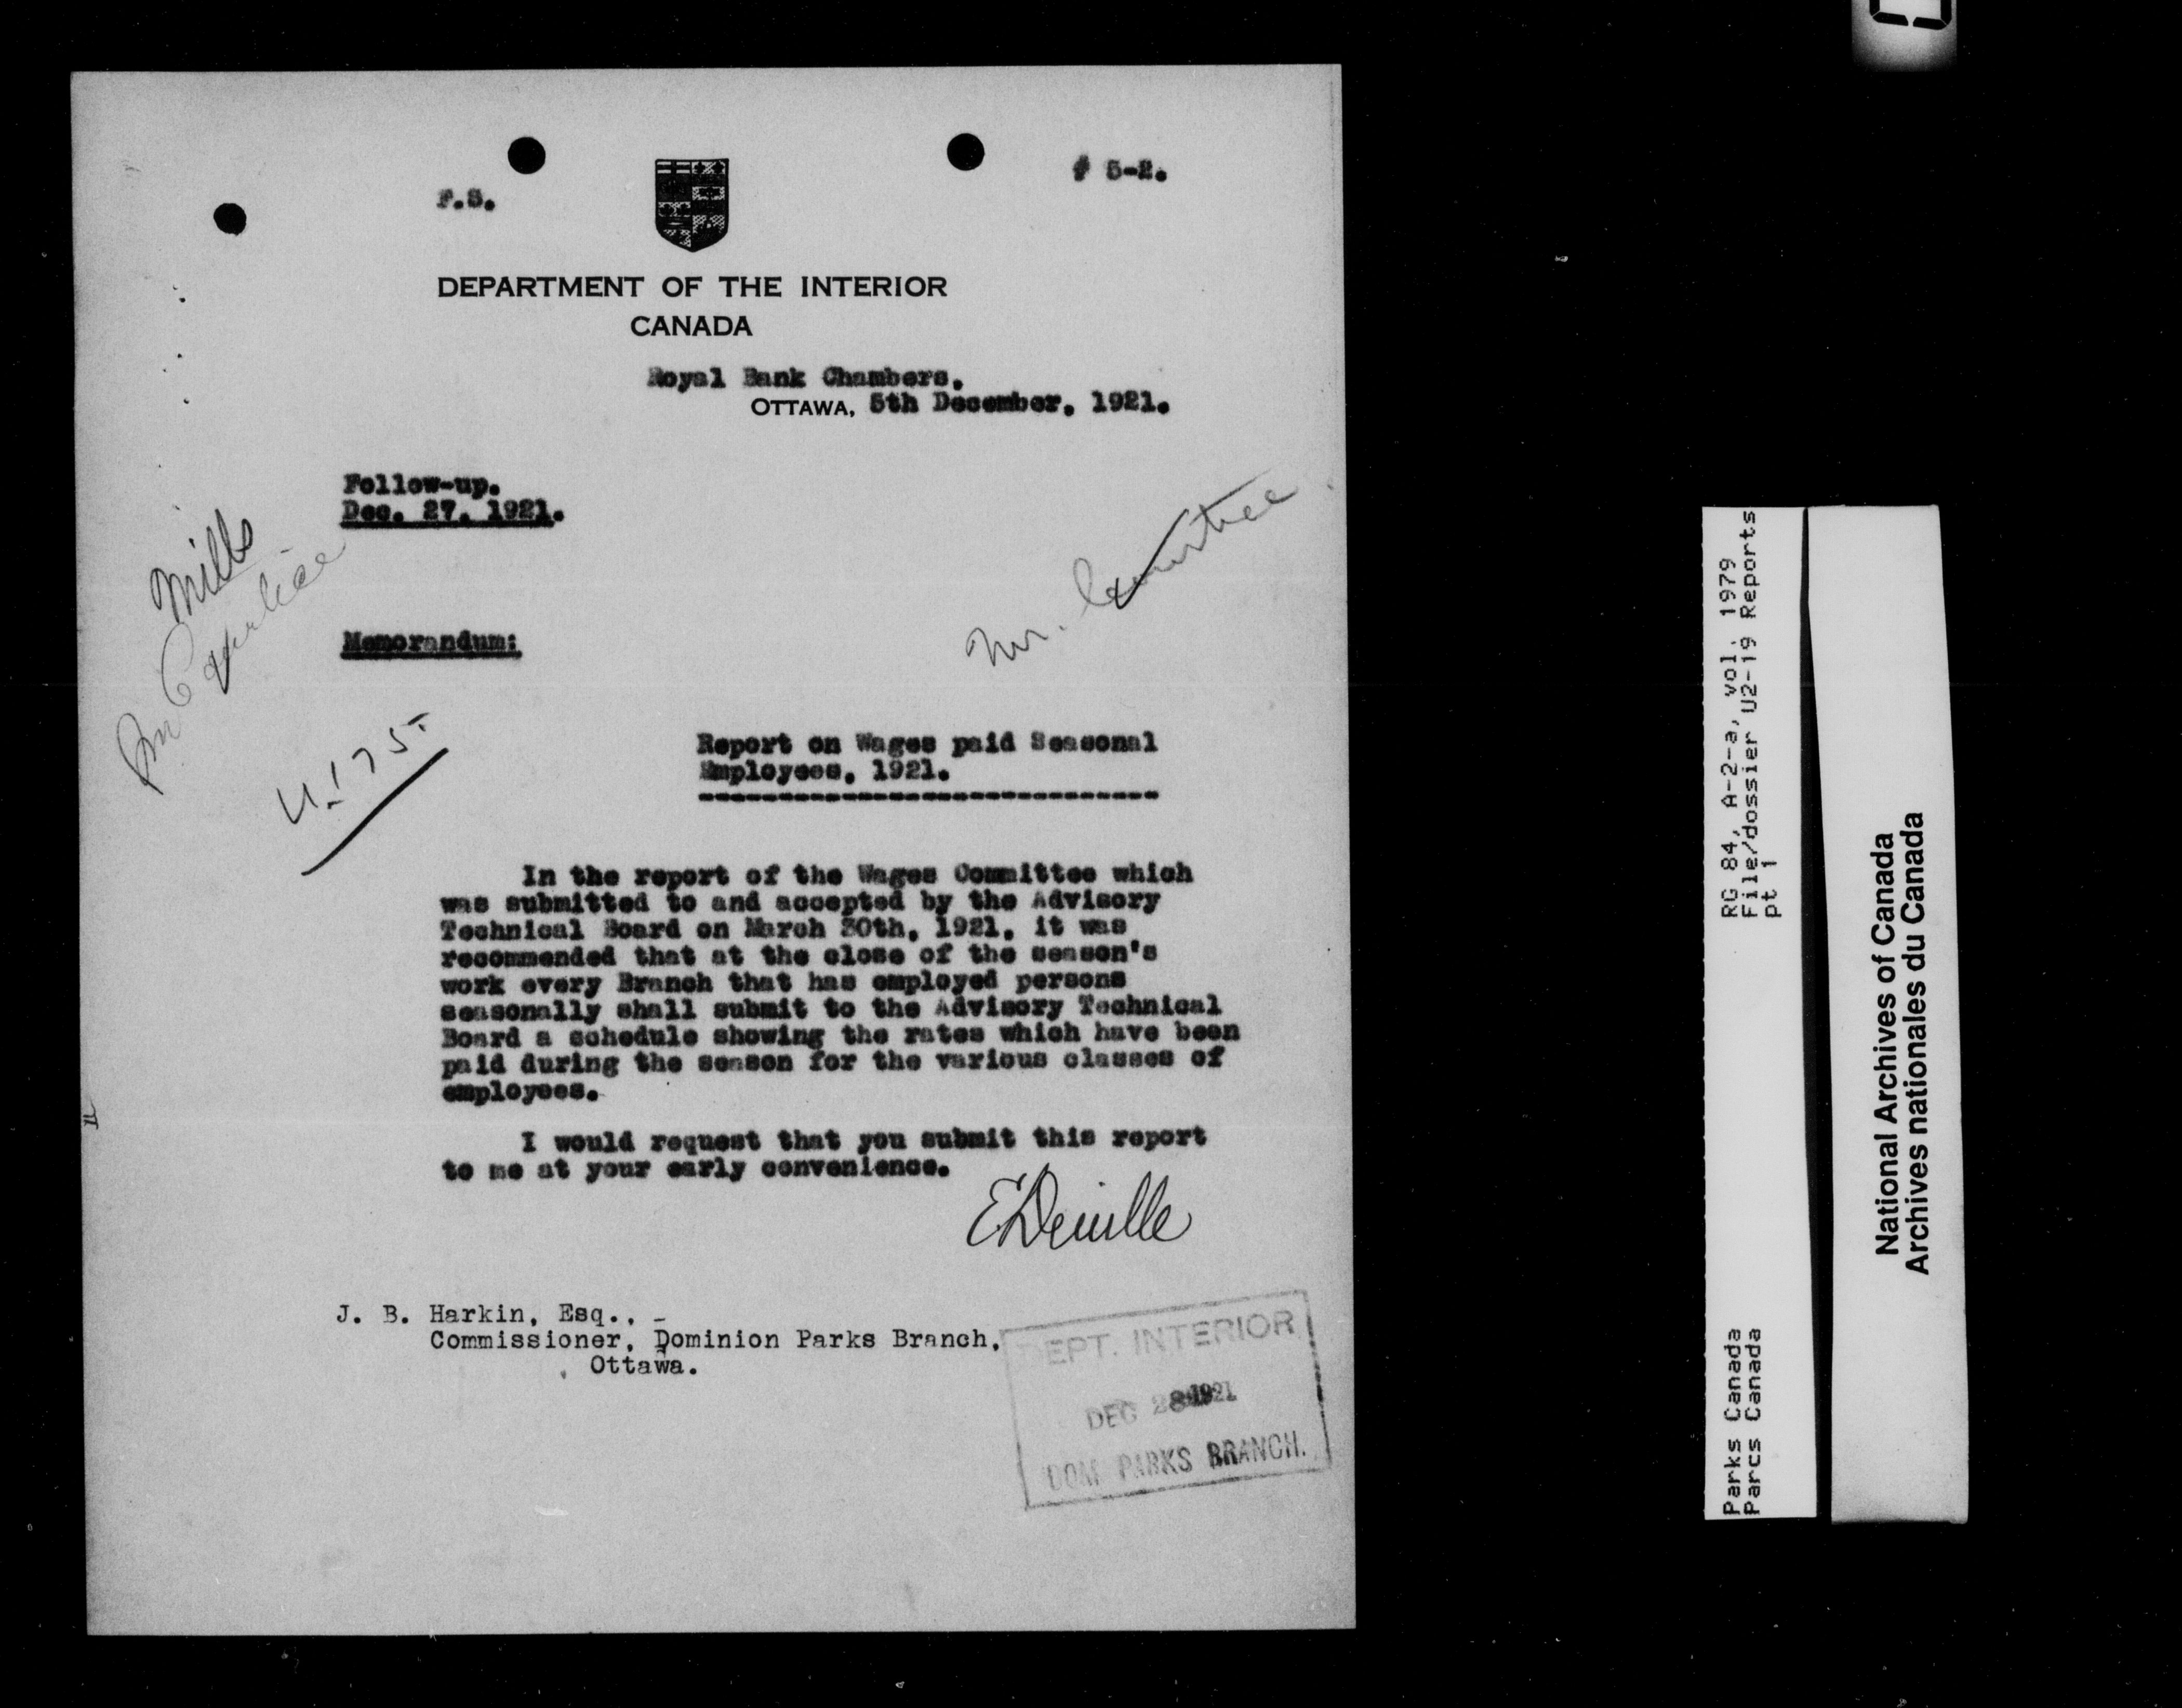 F.S.
# 5-2.
DEPARTMENT OF THE INTERIOR
CANADA
Royal Bank Chambers,
OTTAWA, 5th December, 1921.
Follow-up.
Dec. 27, 1921.
Mills
Mr.
Memorandum:
U.175.
Report on Wages paid Seasonal
Employees, 1921.
In the report of the Wages Committee which
was submitted to and accepted by the Advisory
Technical Board on March 30th, 1921, it was
recommended that at the close of the season's
work every Branch that has employed persons
seasonally shall submit to the Advisory Technical
Board a schedule showing the rates which have been
paid during the season for the various classes of
employees.
I would request that you submit this report
to me at your early convenience.
E Deville
J. B. Harkin, Esq., -
Commissioner, Dominion Parks Branch,
Ottawa.
DEPT. INTERIOR
DEC 28 1921
DOM PARKS BRANCH.
RG 84, A-2-a, vol. 1979
File/dossier U2-19 Reports
pt 1
Parks Canada
Parcs Canada
National Archives of Canada
Archives nationales du Canada